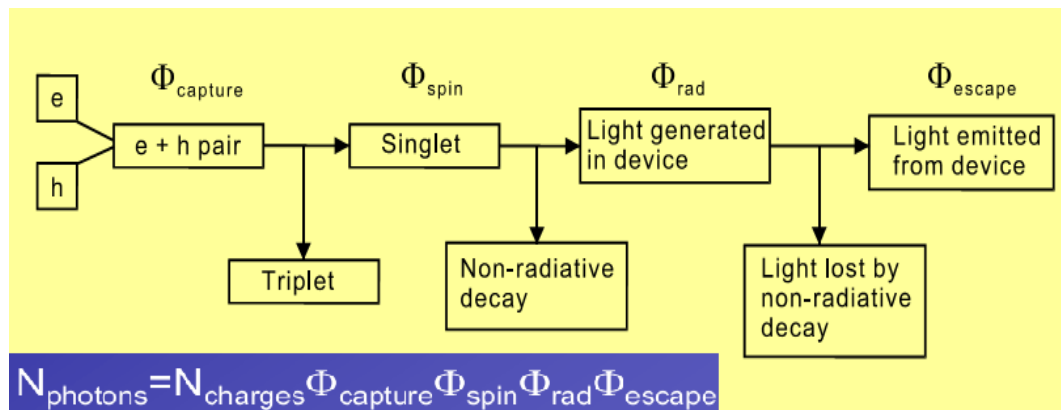 Φcapture
Φspin
Φrad
Φescape
e
h
e + h pair
Singlet
Light generated
in device
Light emitted
from device
Triplet
Non-radiative
decay
Light lost by
non-radiative
decay
Nphotons=NchargesΦcaptureΦspinΦradΦescape